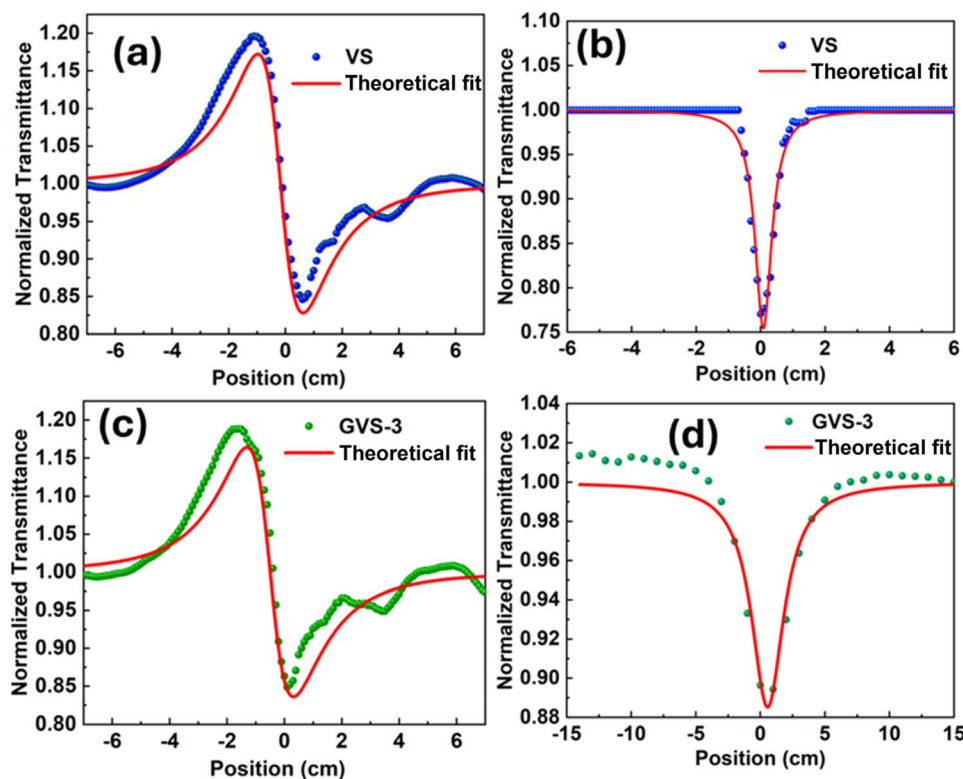 (a)
VS
Theoretical fit
1.20
1.15
1.10
1.05
1.00
0.95
0.90
0.85
0.80
Normalized Transmittance
-6 -4 -2 0 2 4 6
Position (cm)
(b)
VS
Theoretical fit
1.10
1.05
1.00
0.95
0.90
0.85
0.80
0.75
Normalized Transmittance
-6 -4 -2 0 2 4 6
Position (cm)
(c)
GVS-3
Theoretical fit
1.20
1.15
1.10
1.05
1.00
0.95
0.90
0.85
0.80
Normalized Transmittance
-6 -4 -2 0 2 4 6
Position (cm)
(d)
GVS-3
Theoretical fit
1.04
1.02
1.00
0.98
0.96
0.94
0.92
0.90
0.88
Normalized Transmittance
-15 -10 -5 0 5 10 15
Position (cm)